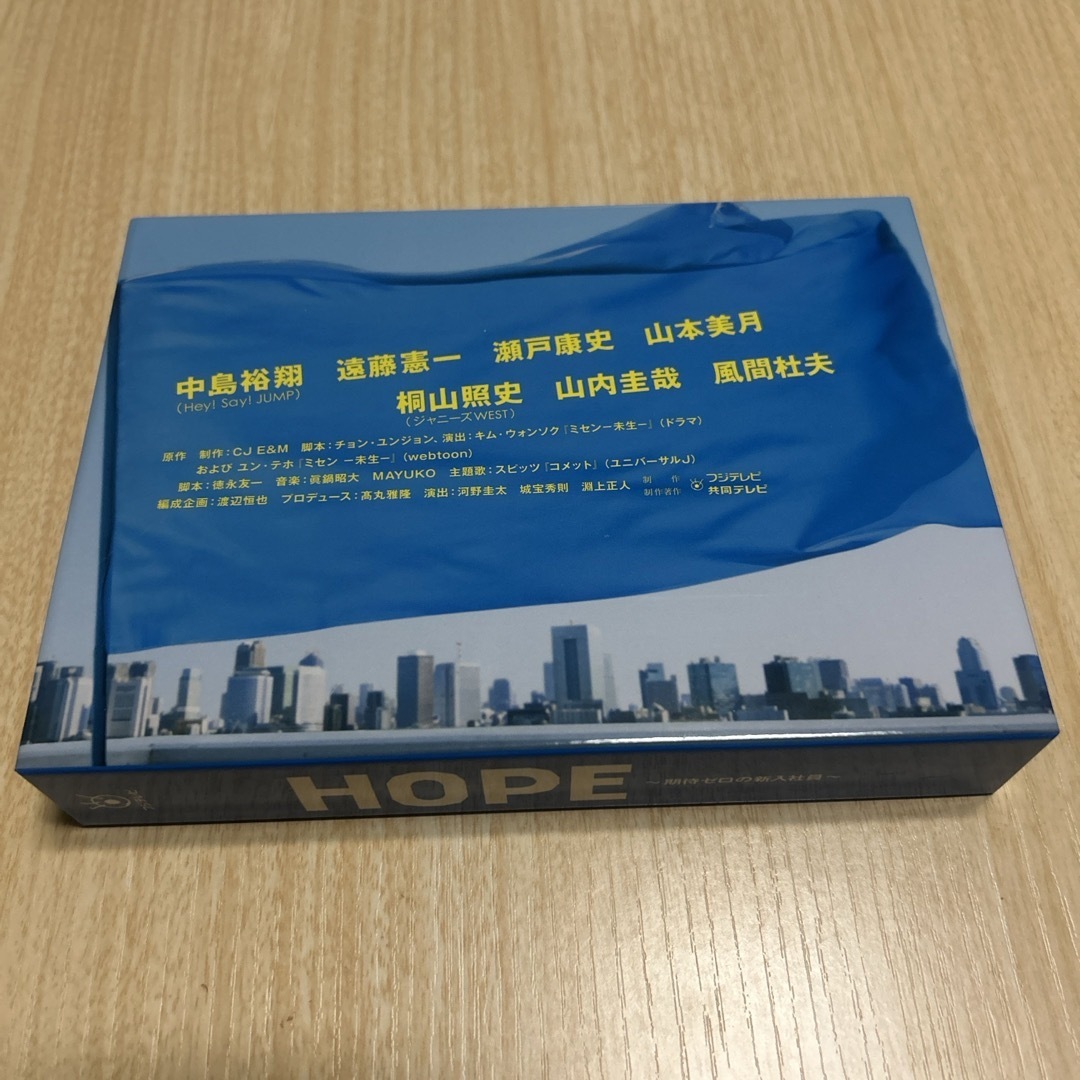 中島裕翔 遠藤憲一 瀬戸康史 山本美月
(Hey! Say! JUMP)
桐山照史 山内圭哉 風間杜夫
(ジャニーズWEST)
原作 制作：CJ E&M 脚本：チョン・ユンジョン、演出：キム・ウォンソク『ミセンー未生ー』(ドラマ)
および ユン・テホ『ミセン ー未生ー』(webtoon)
脚本：徳永友一 音楽：眞鍋昭大 MAYUKO 主題歌：スピッツ『コメット』(ユニバーサルJ)
編成企画：渡辺恒也 プロデュース：髙丸雅隆 演出：河野圭太 城宝秀則 淵上正人 制作 フジテレビ
制作著作 共同テレビ
HOPE ～期待ゼロの新入社員～